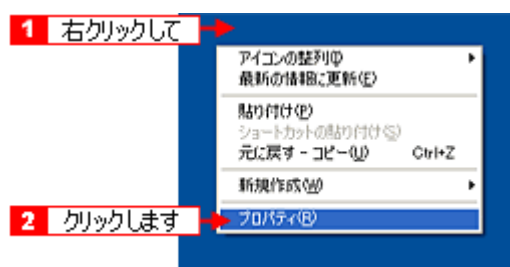 1 右クリックして
アイコンの整列(I)
最新の情報に更新(E)
貼り付け(P)
ショートカットの貼り付け(S)
元に戻す - コピー(U) Ctrl+Z
新規作成(W)
2 クリックします
プロパティ(R)